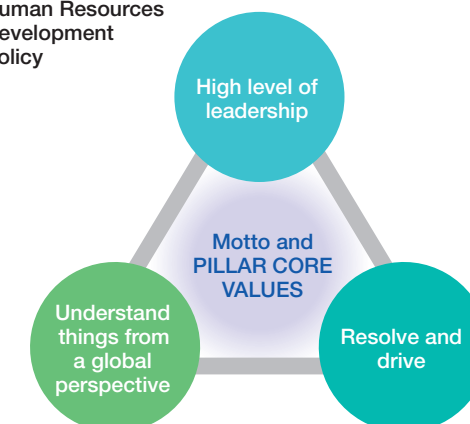 uman Resources
evelopment
olicy
High level of
leadership
Motto and
PILLAR CORE
VALUES
Understand
things from
a global
perspective
Resolve and
drive